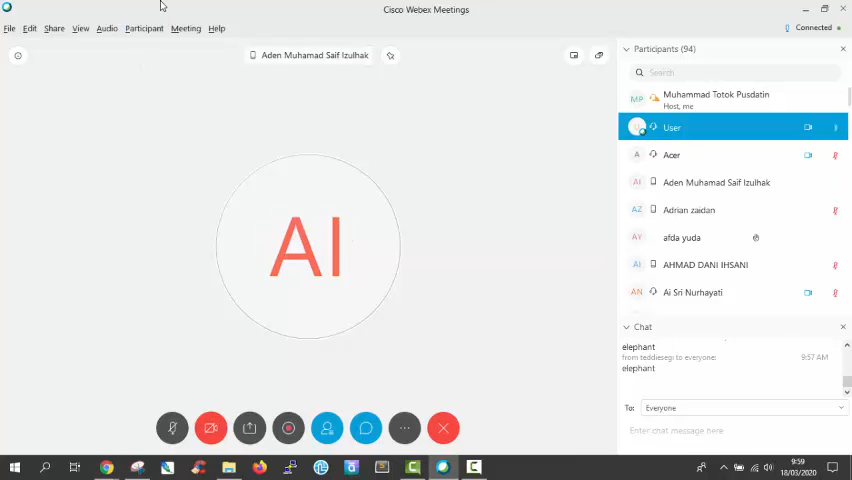 Cisco Webex Meetings
File Edit Share View Audio Participant Meeting Help
Connected
Aden Muhamad Saif Izulhak
AI
Participants (94)
Search
MP Muhammad Totok Pusdatin
Host, me
User
A Acer
AI Aden Muhamad Saif Izulhak
AZ Adrian zaidan
AY afda yuda
AI AHMAD DANI IHSANI
AN Ai Sri Nurhayati
Chat
elephant
from teddiesegi to everyone: 9:57 AM
elephant
To: Everyone
Enter chat message here
9:59
18/03/2020